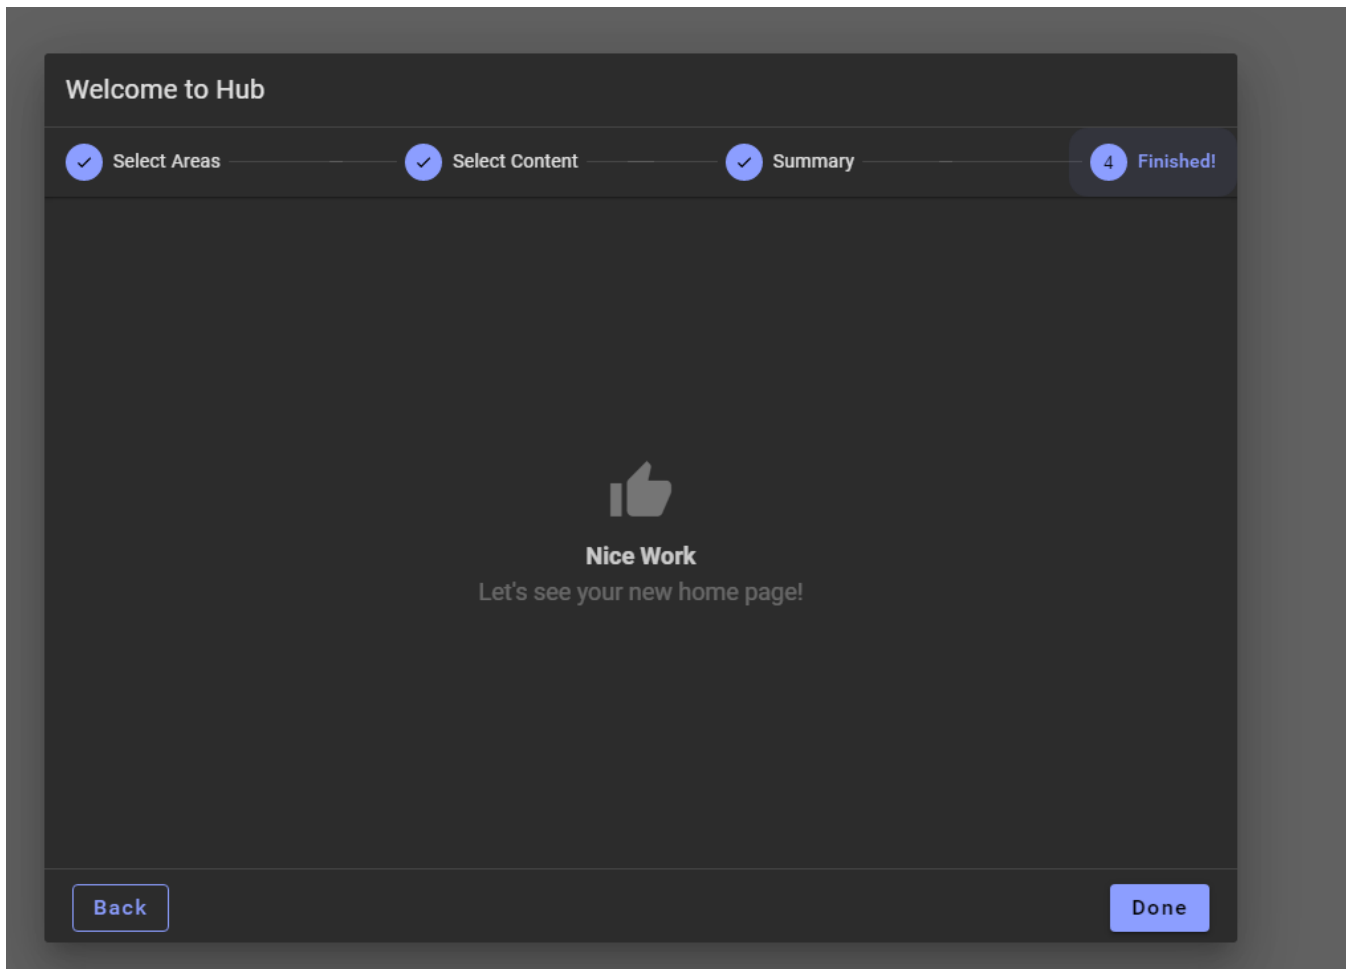 Welcome to Hub
Select Areas
Select Content
Summary
4 Finished!
Nice Work
Let's see your new home page!
Back
Done